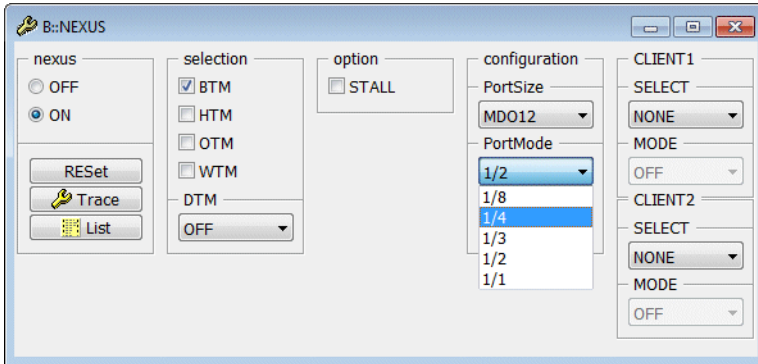 B::NEXUS
nexus
OFF
ON
RESet
Trace
List
selection
BTM
HTM
OTM
WTM
DTM
OFF
option
STALL
configuration
PortSize
MDO12
PortMode
1/2
1/8
1/4
1/3
1/2
1/1
CLIENT1
SELECT
NONE
MODE
OFF
CLIENT2
SELECT
NONE
MODE
OFF